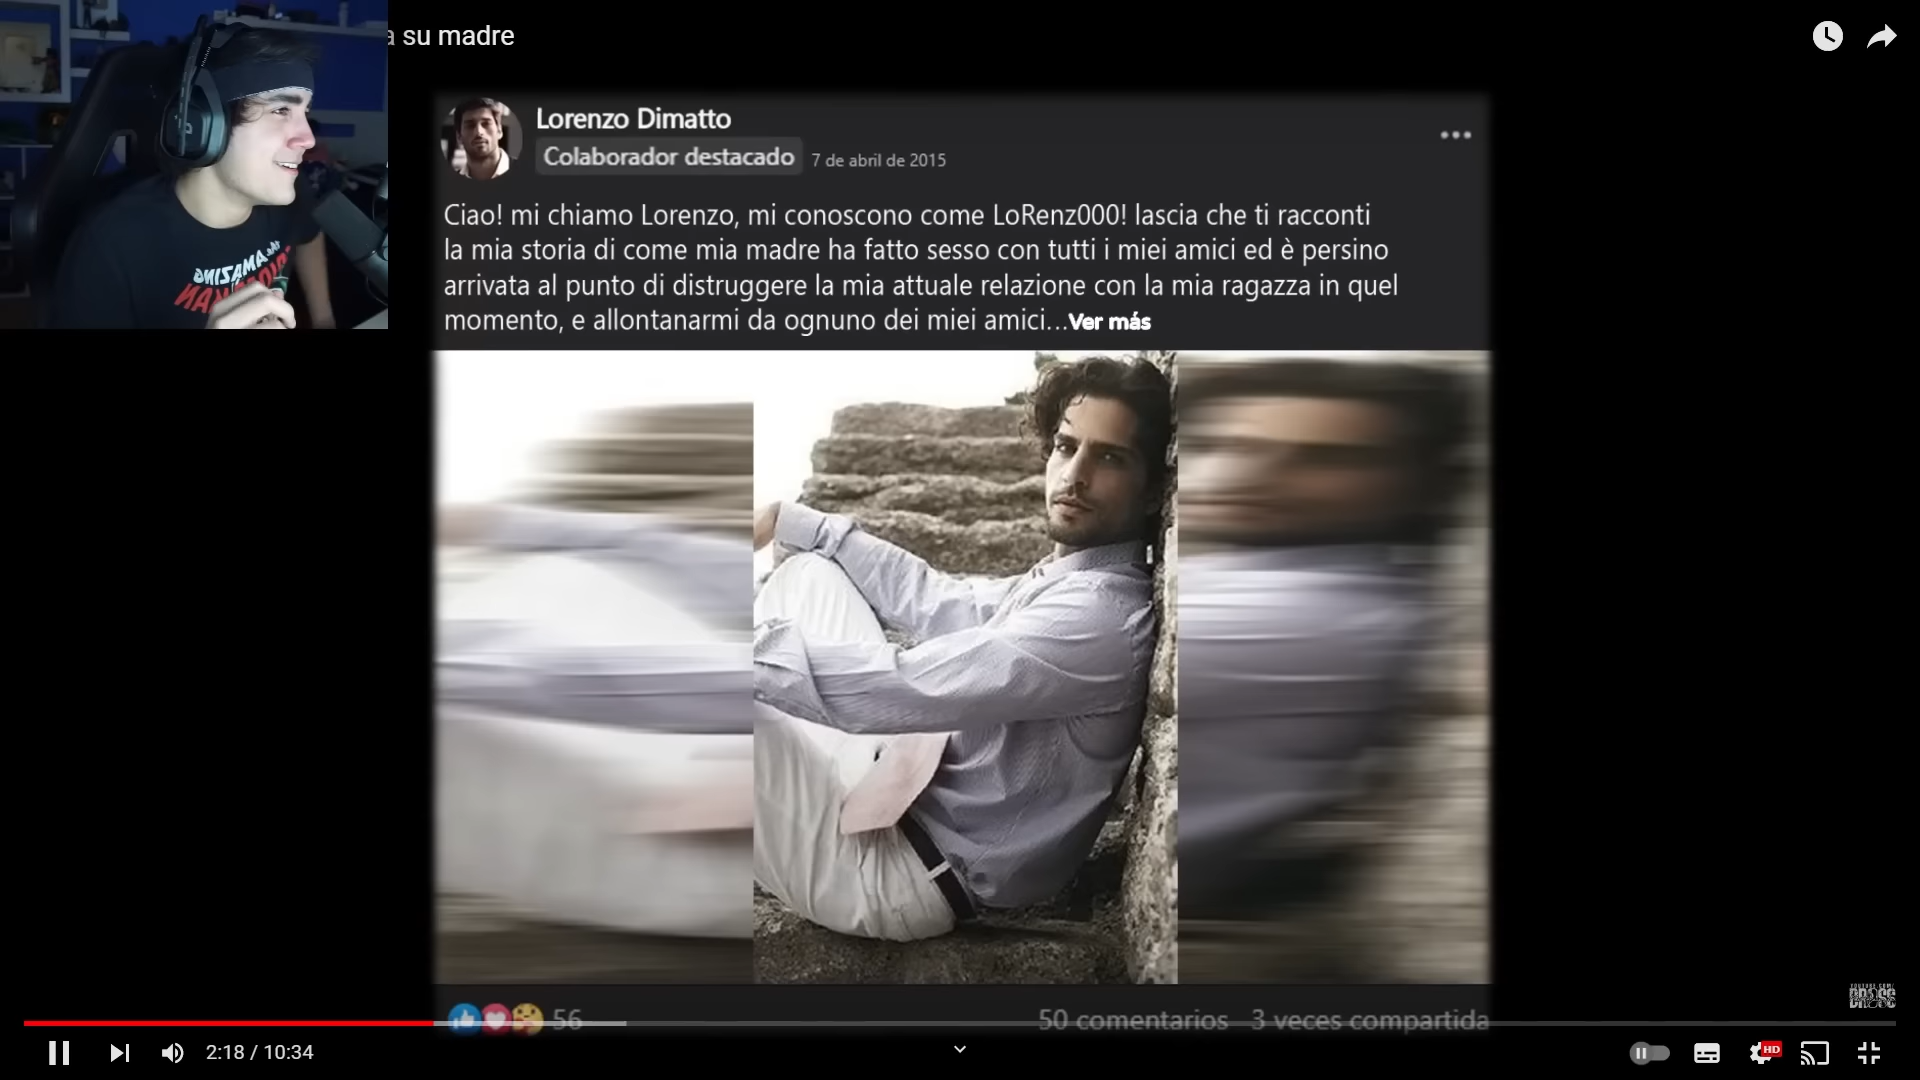 su madre
Lorenzo Dimatto
Colaborador destacado 7 de abril de 2015
Ciao! mi chiamo Lorenzo, mi conoscono come LoRenz000! lascia che ti racconti
la mia storia di come mia madre ha fatto sesso con tutti i miei amici ed è persino
arrivata al punto di distruggere la mia attuale relazione con la mia ragazza in quel
momento, e allontanarmi da ognuno dei miei amici...Ver más
56 50 comentarios 3 veces compartida
2:18 / 10:34
HD